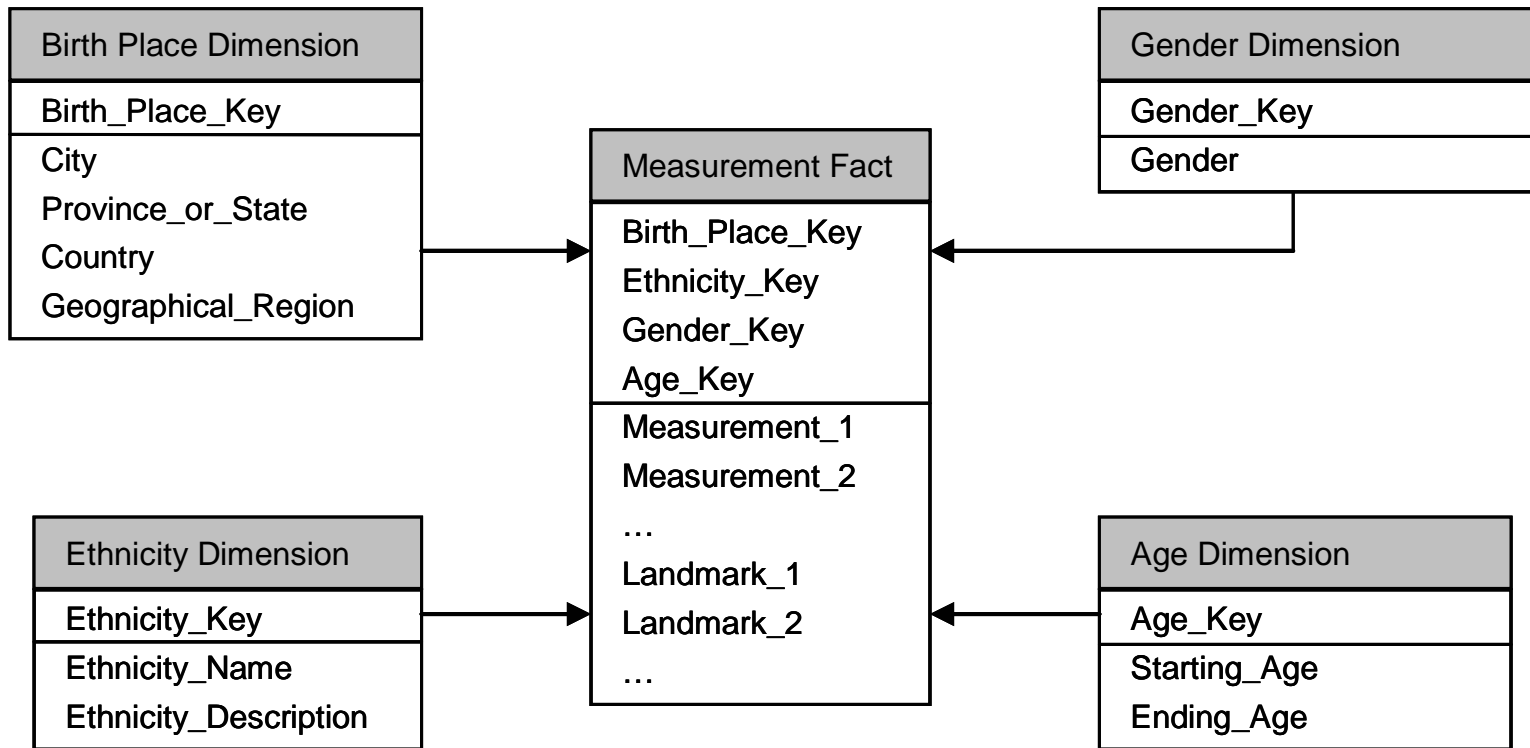 Birth Place Dimension
Birth_Place_Key
City
Province_or_State
Country
Geographical_Region
Gender Dimension
Gender_Key
Gender
Measurement Fact
Birth_Place_Key
Ethnicity_Key
Gender_Key
Age_Key
Measurement_1
Measurement_2
...
Landmark_1
Landmark_2
...
Ethnicity Dimension
Ethnicity_Key
Ethnicity_Name
Ethnicity_Description
Age Dimension
Age_Key
Starting_Age
Ending_Age